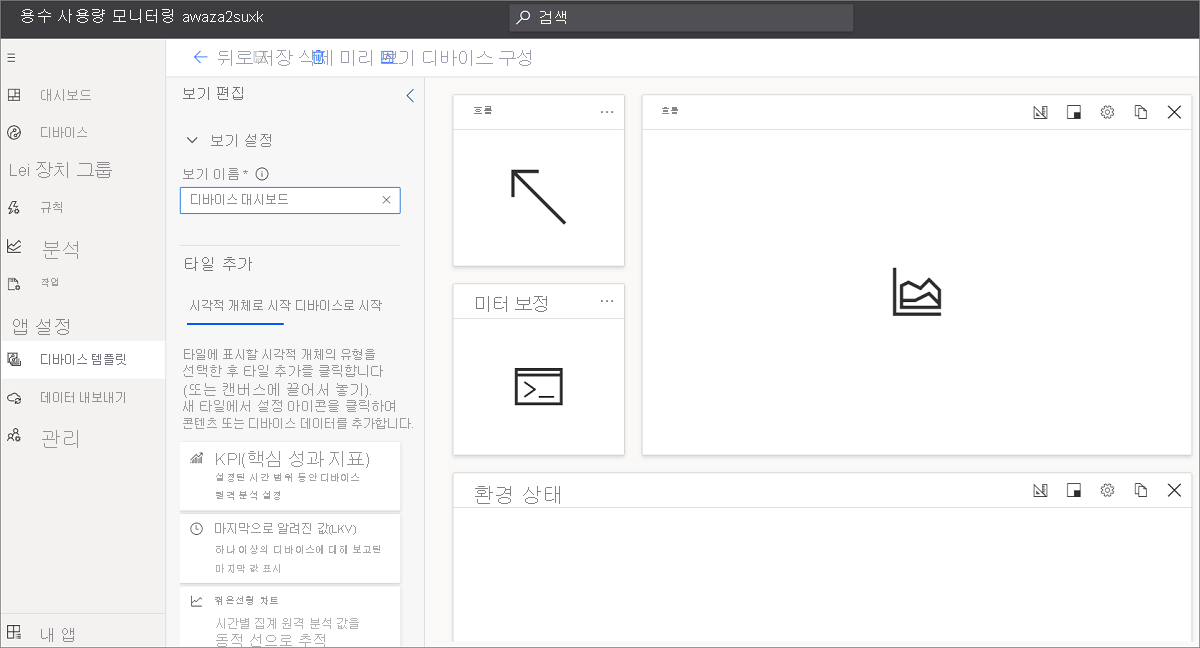 용수 사용량 모니터링 awaza2suxk
검색
뒤로 저장 삭제 미리 보기 디바이스 구성
대시보드
디바이스
Lei 장치 그룹
규칙
분석
작업
앱 설정
디바이스 템플릿
데이터 내보내기
관리
내 앱
보기 편집
보기 설정
보기 이름 *
디바이스 대시보드
타일 추가
시각적 개체로 시작 디바이스로 시작
타일에 표시할 시각적 개체의 유형을
선택한 후 타일 추가를 클릭합니다
(또는 캔버스에 끌어서 놓기).
새 타일에서 설정 아이콘을 클릭하여
콘텐츠 또는 디바이스 데이터를 추가합니다.
KPI(핵심 성과 지표)
설정된 시간 범위 동안 디바이스
원격 분석 설정
마지막으로 알려진 값(LKV)
하나 이상의 디바이스에 대해 보고된
마지막 값 표시
꺾은선형 차트
시간별 집계 원격 분석 값을
동적 선으로 추적
흐름
미터 보정
흐름
환경 상태